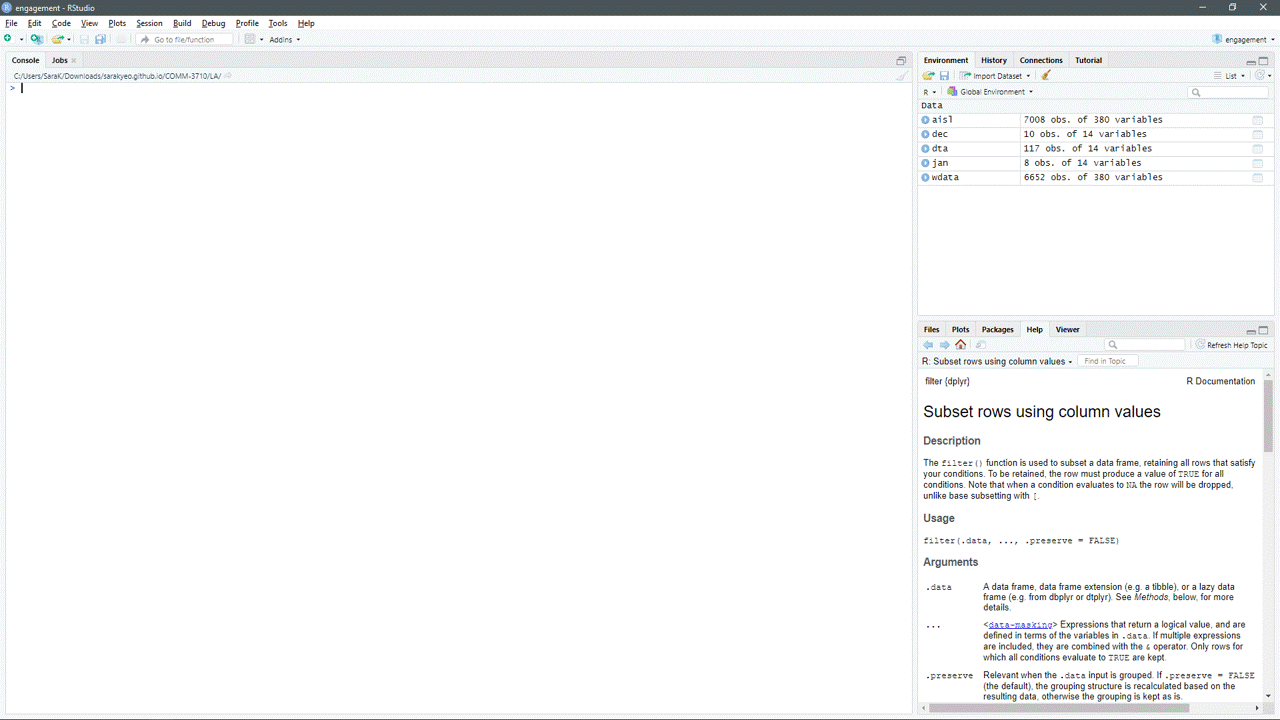 engagement - RStudio
File Edit Code View Plots Session Build Debug Profile Tools Help
Go to file/function Addins engagement
Console Jobs
C:/Users/SaraK/Downloads/sarakyeo.github.io/COMM-3710/LA/
>
Environment History Connections Tutorial
Import Dataset List
R Global Environment
Data
aisl 7008 obs. of 380 variables
dec 10 obs. of 14 variables
dta 117 obs. of 14 variables
jan 8 obs. of 14 variables
wdata 6652 obs. of 380 variables
Files Plots Packages Help Viewer
Refresh Help Topic
R: Subset rows using column values Find in Topic
filter {dplyr} R Documentation
Subset rows using column values
Description
The filter() function is used to subset a data frame, retaining all rows that satisfy
your conditions. To be retained, the row must produce a value of TRUE for all
conditions. Note that when a condition evaluates to NA the row will be dropped,
unlike base subsetting with [.
Usage
filter(.data, ..., .preserve = FALSE)
Arguments
.data A data frame, data frame extension (e.g. a tibble), or a lazy data
frame (e.g. from dbplyr or dtplyr). See Methods, below, for more
details.
... <data-masking> Expressions that return a logical value, and are
defined in terms of the variables in .data. If multiple expressions
are included, they are combined with the & operator. Only rows for
which all conditions evaluate to TRUE are kept.
.preserve Relevant when the .data input is grouped. If .preserve = FALSE
(the default), the grouping structure is recalculated based on the
resulting data, otherwise the grouping is kept as is.